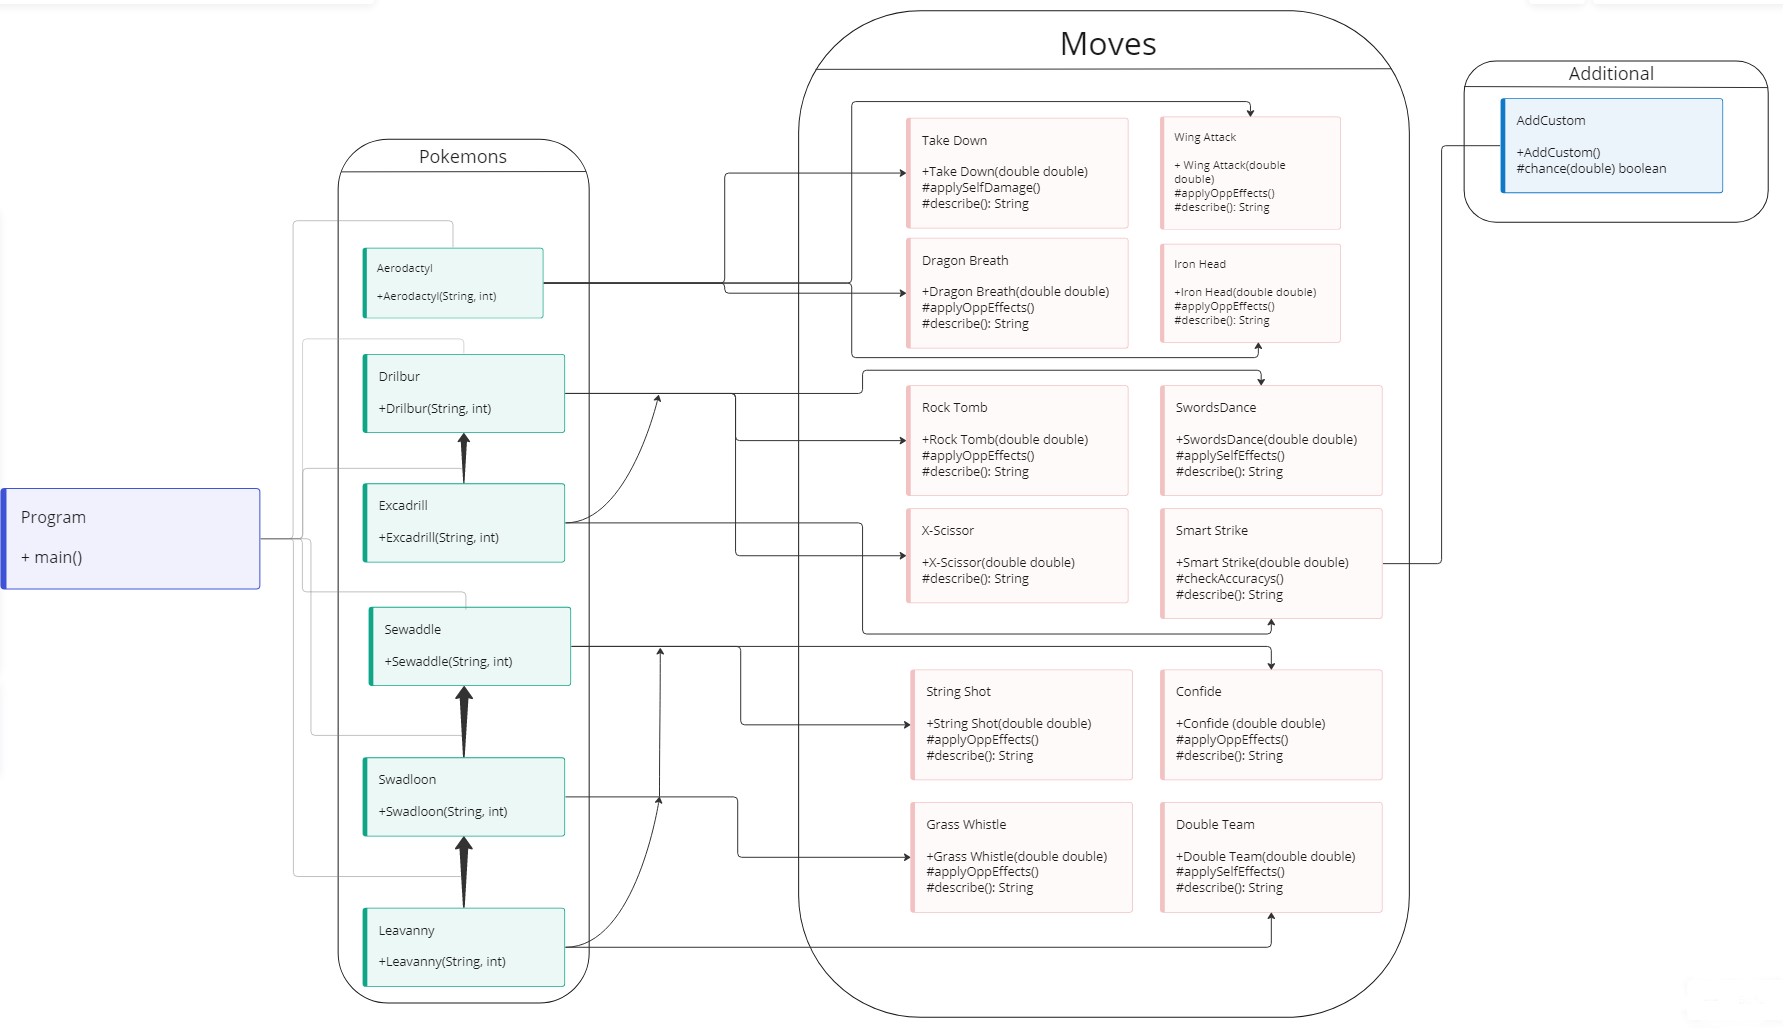 Moves
Additional
AddCustom
+AddCustom()
#chance(double) boolean
Pokemons
Program
+ main()
Aerodactyl
+Aerodactyl(String, int)
Drilbur
+Drilbur(String, int)
Excadrill
+Excadrill(String, int)
Sewaddle
+Sewaddle(String, int)
Swadloon
+Swadloon(String, int)
Leavanny
+Leavanny(String, int)
Take Down
+Take Down(double double)
#applySelfDamage()
#describe(): String
Wing Attack
+ Wing Attack(double
double)
#applyOppEffects()
#describe(): String
Dragon Breath
+Dragon Breath(double double)
#applyOppEffects()
#describe(): String
Iron Head
+Iron Head(double double)
#applyOppEffects()
#describe(): String
Rock Tomb
+Rock Tomb(double double)
#applyOppEffects()
#describe(): String
SwordsDance
+SwordsDance(double double)
#applySelfEffects()
#describe(): String
X-Scissor
+X-Scissor(double double)
#describe(): String
Smart Strike
+Smart Strike(double double)
#checkAccuracys()
#describe(): String
String Shot
+String Shot(double double)
#applyOppEffects()
#describe(): String
Confide
+Confide (double double)
#applyOppEffects()
#describe(): String
Grass Whistle
+Grass Whistle(double double)
#applyOppEffects()
#describe(): String
Double Team
+Double Team(double double)
#applySelfEffects()
#describe(): String